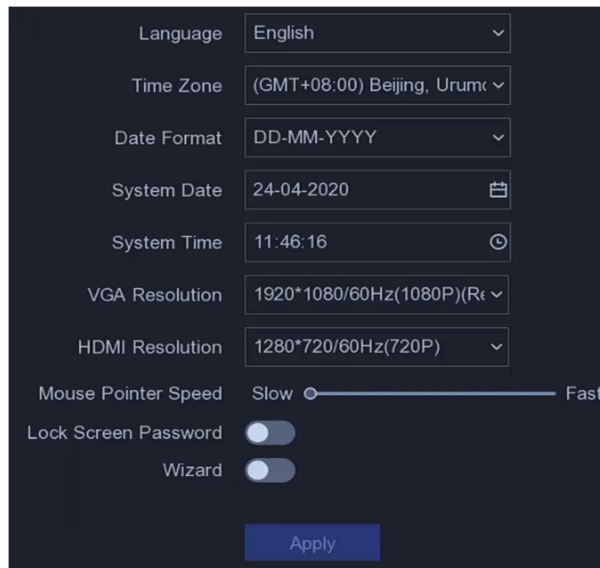 Language English
Time Zone (GMT+08:00) Beijing,
Date Format DD-MM-YYYY
System Date 24-04-2020
System Time 11:46:16
VGA Resolution 1920*1080/60Hz(1080P)
HDMI Resolution 1280*720/60Hz(720P)
Mouse Pointer Speed Slow Fast
Lock Screen Password
Wizard
Apply